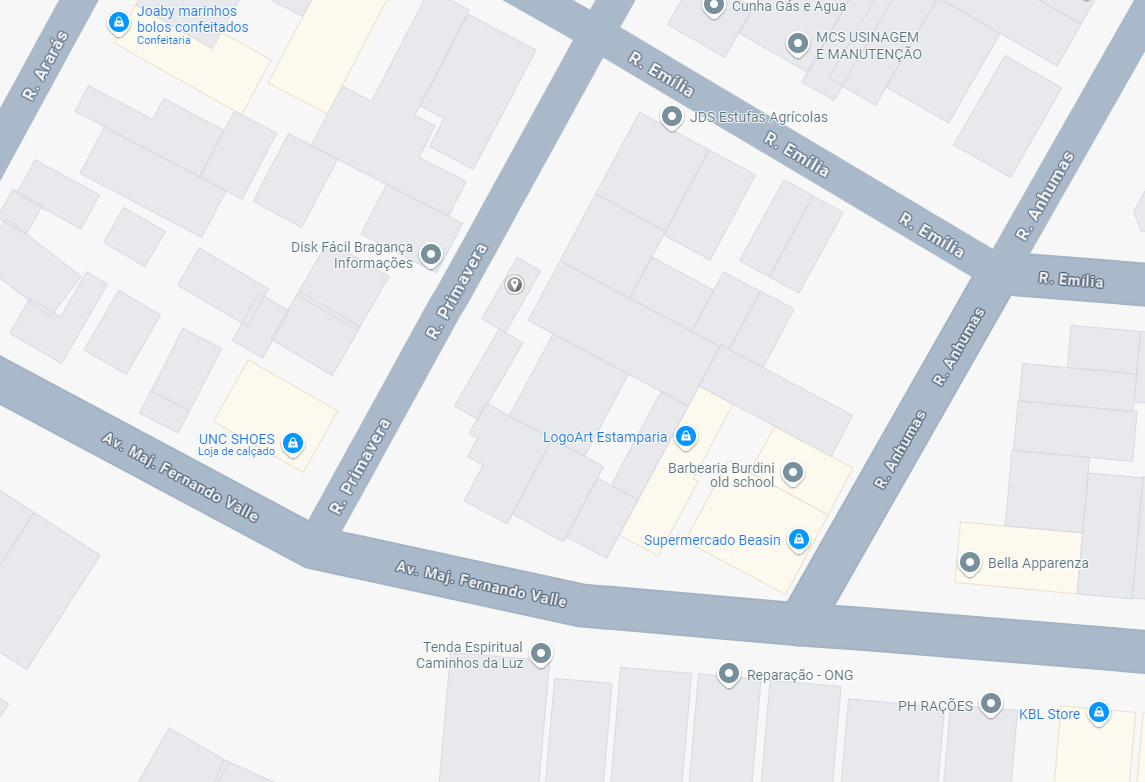 Joaby marinhos
bolos confeitados
Confeitaria
Cunha Gás e Agua
MCS USINAGEM
E MANUTENÇÃO
R. Ararás
R. Emília
JDS Estufas Agrícolas
R. Emília
R. Anhumas
R. Emília
Disk Fácil Bragança
Informações
R. Primavera
R. Emília
R. Anhumas
UNC SHOES
Loja de calçado
LogoArt Estamparia
R. Anhumas
Av. Maj. Fernando Valle
R. Primavera
Barbearia Burdini
old school
Supermercado Beasin
Bella Apparenza
Av. Maj. Fernando Valle
Tenda Espiritual
Caminhos da Luz
Reparação - ONG
PH RAÇÕES
KBL Store